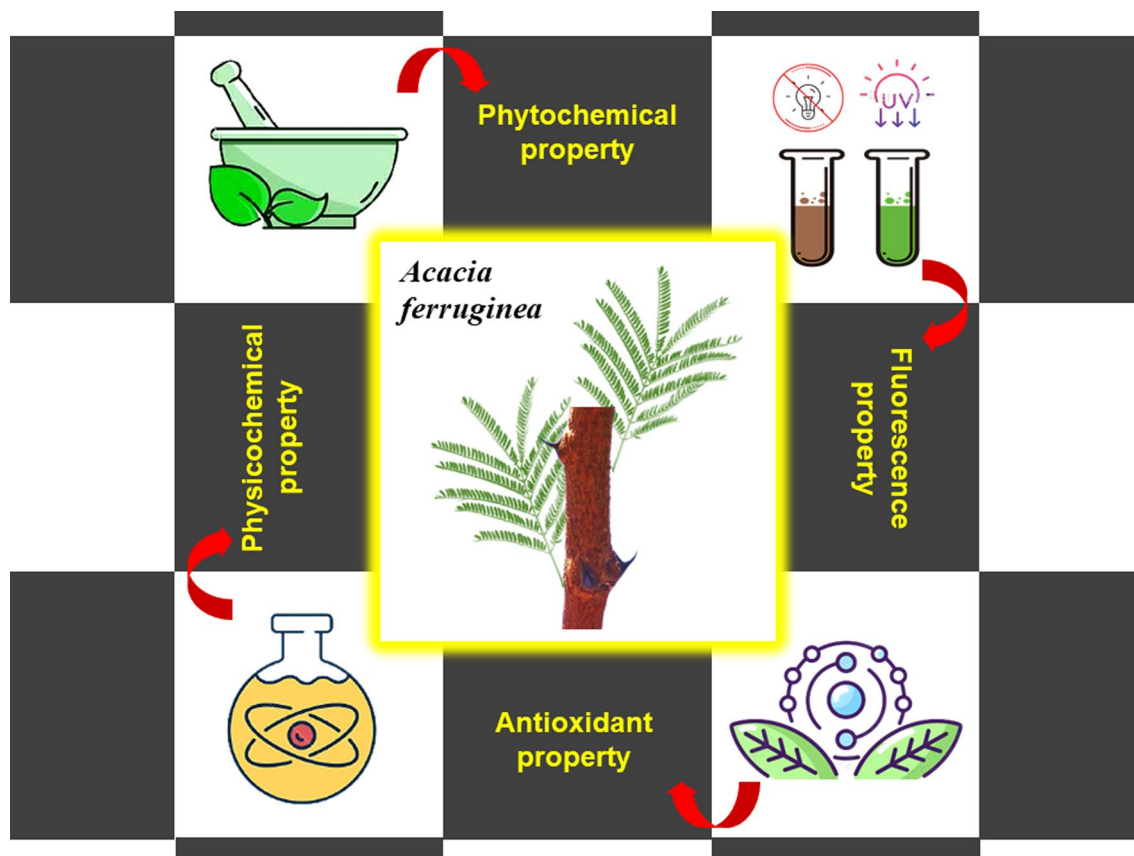 Phytochemical
property
UV
Acacia
ferruginea
Physicochemical
property
Fluorescence
property
Antioxidant
property